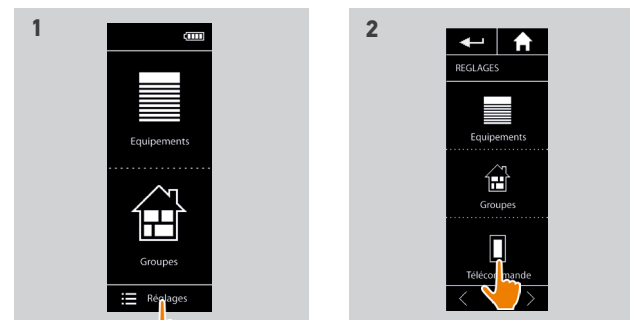 1
Equipements
Groupes
Réglages
2
REGLAGES
Equipements
Groupes
Télécommande